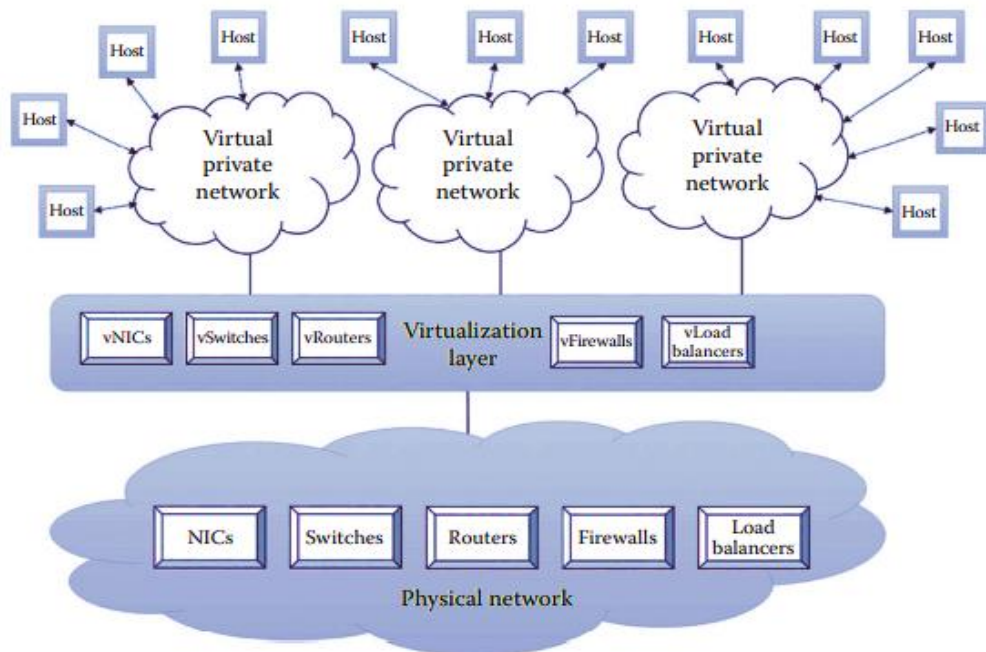 Host
Host
Host
Host
Host
Host
Host
Host
Host
Host
Host
Host
Host
Virtual
private
network
Virtual
private
network
Virtual
private
network
vNICs
vSwitches
vRouters
Virtualization
layer
vFirewalls
vLoad
balancers
NICs
Switches
Routers
Firewalls
Load
balancers
Physical network